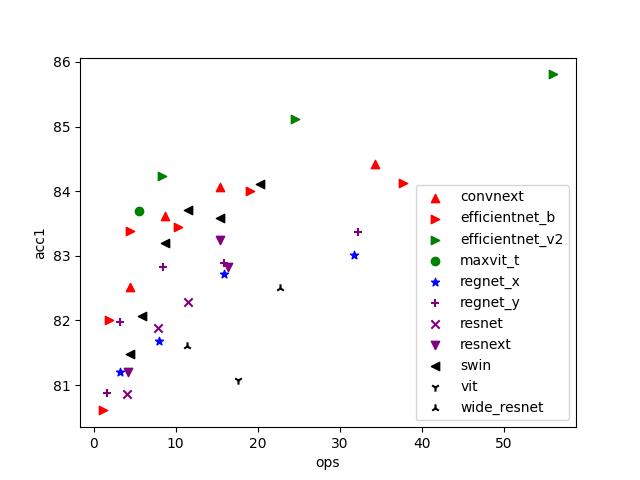 86
85
84
83
82
81
acc1
0
10
20
30
40
50
ops
convnext
efficientnet_b
efficientnet_v2
maxvit_t
regnet_x
regnet_y
resnet
resnext
swin
vit
wide_resnet